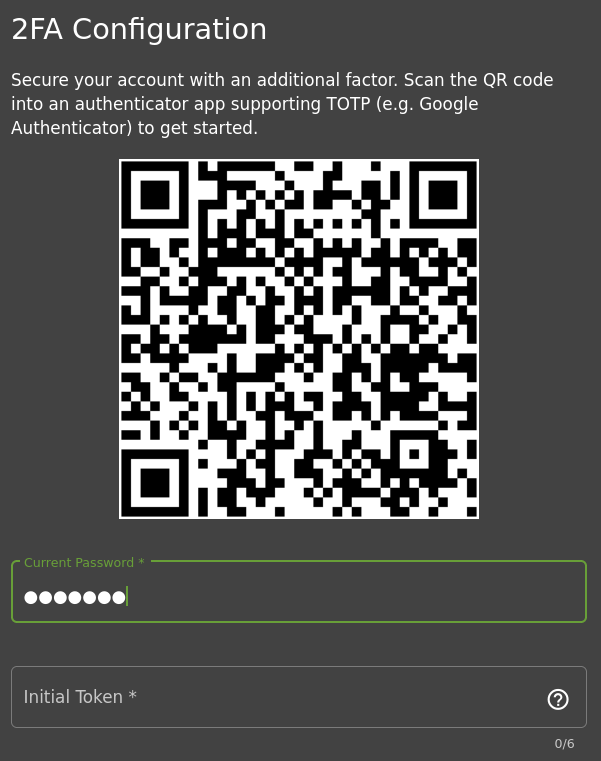 2FA Configuration
Secure your account with an additional factor. Scan the QR code
into an authenticator app supporting TOTP (e.g. Google
Authenticator) to get started.
Current Password *
●●●●●●●
Initial Token *
0/6